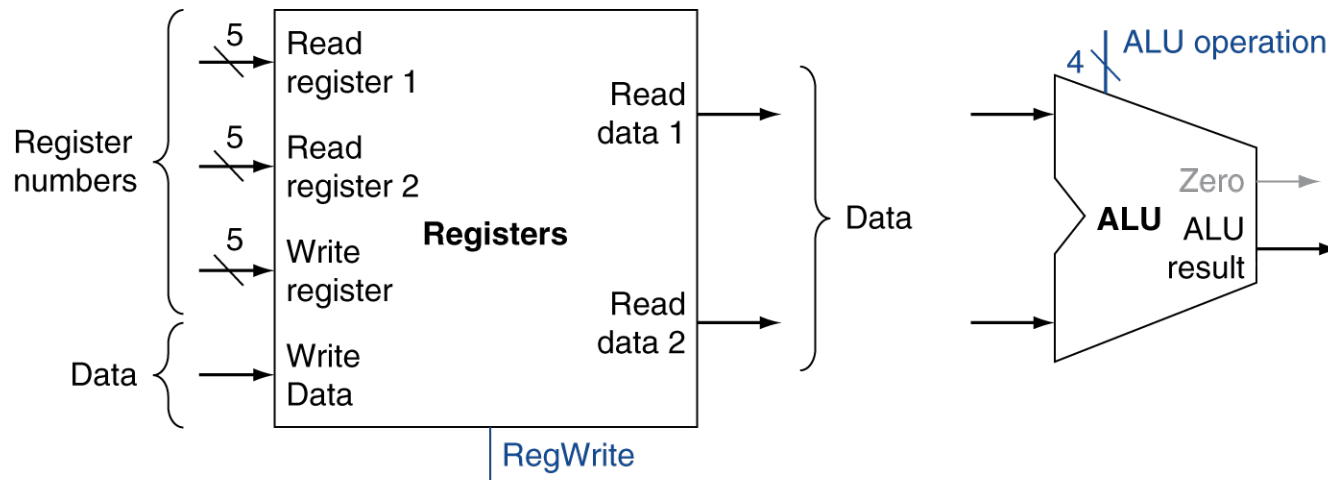 Register
numbers
Data
5
Read
register 1
5
Read
register 2
5
Write
register
Write
Data
Registers
Read
data 1
Read
data 2
RegWrite
Data
4
ALU operation
Zero
ALU
ALU
result